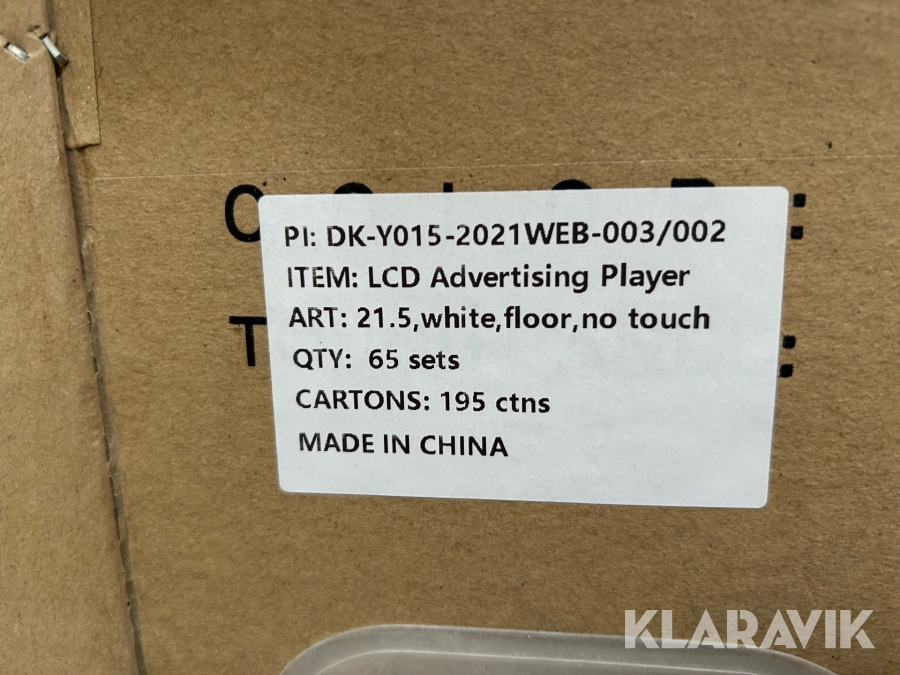 PI: DK-Y015-2021WEB-003/002
ITEM: LCD Advertising Player
ART: 21.5,white,floor,no touch
QTY: 65 sets
CARTONS: 195 ctns
MADE IN CHINA
KLARAVIK